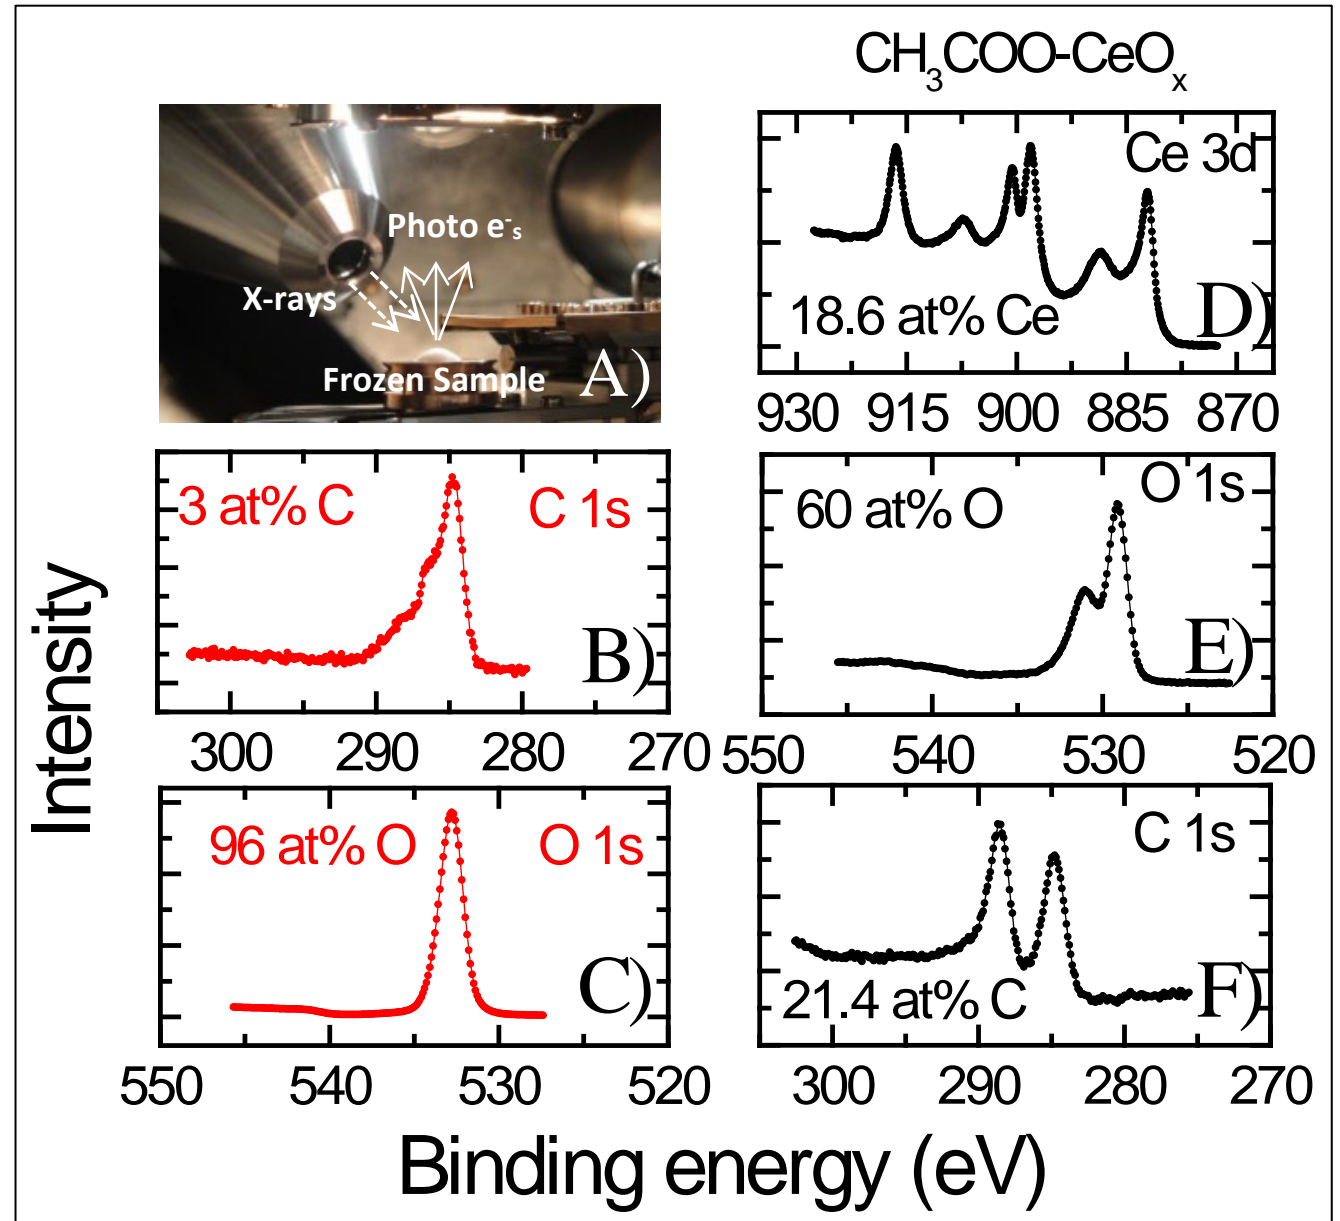 CH₃COO-CeOₓ
Photo e⁻ₛ
X-rays
Frozen Sample
A)
Ce 3d
18.6 at% Ce
D)
930 915 900 885 870
3 at% C
C 1s
B)
300 290 280 270
60 at% O
O 1s
E)
550 540 530 520
96 at% O
O 1s
C)
550 540 530 520
C 1s
21.4 at% C
F)
300 290 280 270
Intensity
Binding energy (eV)